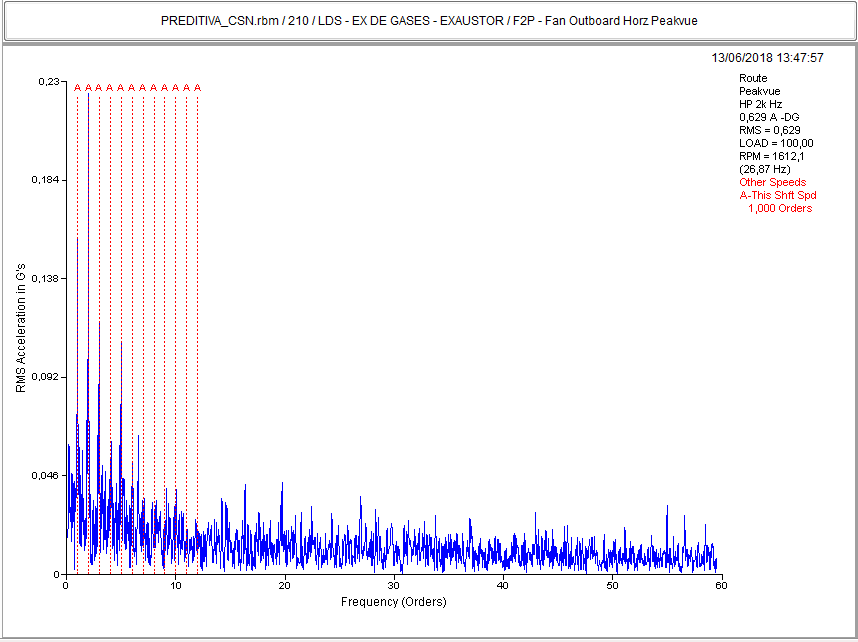 PREDITIVA_CSN.rbm / 210 / LDS - EX DE GASES - EXAUSTOR / F2P - Fan Outboard Horz Peakvue
13/06/2018 13:47:57
Route
Peakvue
HP 2k Hz
0,629 A -DG
RMS = 0,629
LOAD = 100,00
RPM = 1612,1
(26,87 Hz)
Other Speeds
A-This Shft Spd
1,000 Orders
A A A A A A A A A A A A
0,23
0,184
0,138
0,092
0,046
0
RMS Acceleration in G's
0 10 20 30 40 50 60
Frequency (Orders)